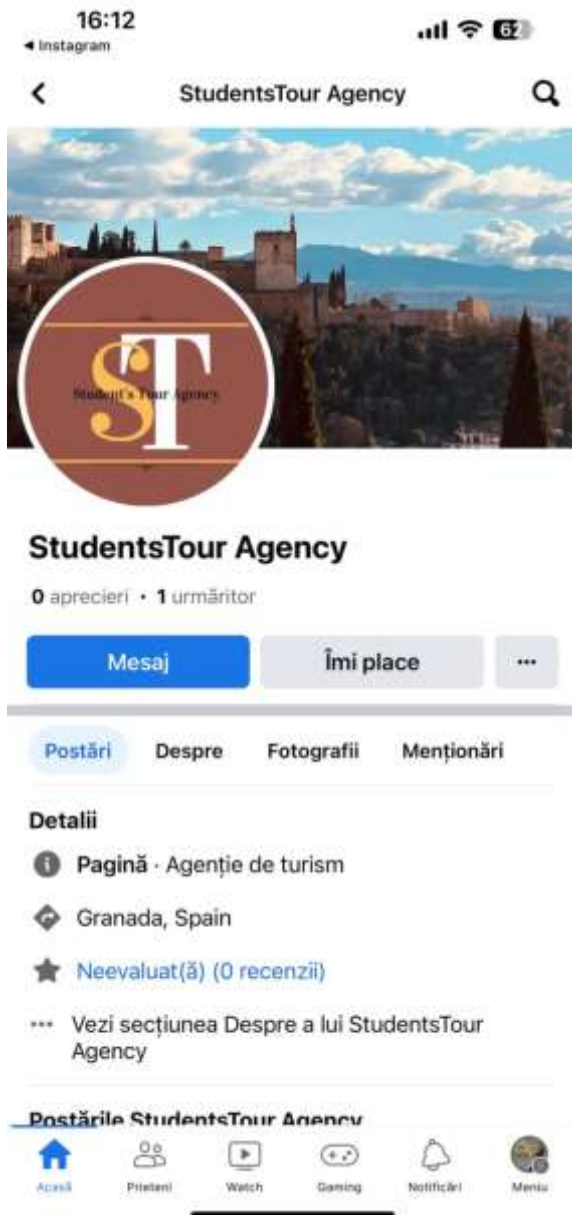 16:12
Instagram
62
StudentsTour Agency
ST
Student's Tour Agency
StudentsTour Agency
0 aprecieri • 1 urmăritor
Mesaj
Îmi place
Postări Despre Fotografii Menționări
Detalii
Pagină · Agenție de turism
Granada, Spain
Neevaluat(ă) (0 recenzii)
Vezi secțiunea Despre a lui StudentsTour
Agency
Postările StudentsTour Agency
Acasă Prieteni Watch Gaming Notificări Meniu